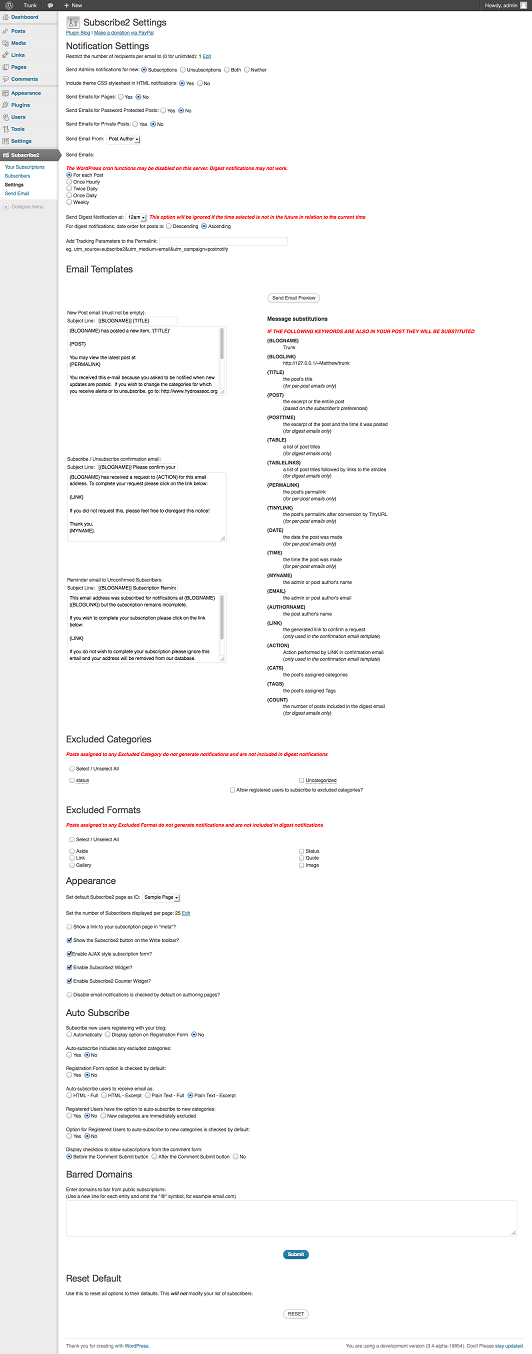 Trunk
+ New
Howdy, admin
Dashboard
Posts
Media
Links
Pages
Comments
Appearance
Plugins
Users
Tools
Settings
Subscribe2
Your Subscriptions
Subscribers
Settings
Send Email
Collapse menu
Subscribe2 Settings
Plugin Blog | Make a donation via PayPal
Notification Settings
Restrict the number of recipients per email to (0 for unlimited): 1 Edit
Send Admins notifications for new: Subscriptions Unsubscriptions Both Neither
Include theme CSS stylesheet in HTML notifications: Yes No
Send Emails for Pages: Yes No
Send Emails for Password Protected Posts: Yes No
Send Emails for Private Posts: Yes No
Send Email From: Post Author
Send Emails:
The WordPress cron functions may be disabled on this server. Digest notifications may not work.
For each Post
Once Hourly
Twice Daily
Once Daily
Weekly
Send Digest Notification at: 12am This option will be ignored if the time selected is not in the future in relation to the current time
For digest notifications, date order for posts is: Descending Ascending
Add Tracking Parameters to the Permalink:
eg. utm_source=subscribe2&utm_medium=email&utm_campaign=postnotify
Email Templates
Send Email Preview
New Post email (must not be empty):
Subject Line: [{BLOGNAME}] {TITLE}
{BLOGNAME} has posted a new item, '{TITLE}'
{POST}
You may view the latest post at
{PERMALINK}
You received this e-mail because you asked to be notified when new
updates are posted. If you wish to change the categories for which
you receive alerts or to unsubscribe, go to: http://www.hydrossoc.org
Subscribe / Unsubscribe confirmation email:
Subject Line: [{BLOGNAME}] Please confirm your
{BLOGNAME} has received a request to {ACTION} for this email
address. To complete your request please click on the link below:
{LINK}
If you did not request this, please feel free to disregard this notice!
Thank you,
{MYNAME}.
Reminder email to Unconfirmed Subscribers:
Subject Line: [{BLOGNAME}] Subscription Remin
This email address was subscribed for notifications at {BLOGNAME}
({BLOGLINK}) but the subscription remains incomplete.
If you wish to complete your subscription please click on the link
below:
{LINK}
If you do not wish to complete your subscription please ignore this
email and your address will be removed from our database.
Message substitutions
IF THE FOLLOWING KEYWORDS ARE ALSO IN YOUR POST THEY WILL BE SUBSTITUTED
{BLOGNAME}
Trunk
{BLOGLINK}
http://127.0.0.1/~Matthew/trunk
{TITLE}
the post's title
(for per-post emails only)
{POST}
the excerpt or the entire post
(based on the subscriber's preferences)
{POSTTIME}
the excerpt of the post and the time it was posted
(for digest emails only)
{TABLE}
a list of post titles
(for digest emails only)
{TABLELINKS}
a list of post titles followed by links to the atricles
(for digest emails only)
{PERMALINK}
the post's permalink
(for per-post emails only)
{TINYLINK}
the post's permalink after conversion by TinyURL
(for per-post emails only)
{DATE}
the date the post was made
(for per-post emails only)
{TIME}
the time the post was made
(for per-post emails only)
{MYNAME}
the admin or post author's name
{EMAIL}
the admin or post author's email
{AUTHORNAME}
the post author's name
{LINK}
the generated link to confirm a request
(only used in the confirmation email template)
{ACTION}
Action performed by LINK in confirmation email
(only used in the confirmation email template)
{CATS}
the post's assigned categories
{TAGS}
the post's assigned Tags
{COUNT}
the number of posts included in the digest email
(for digest emails only)
Excluded Categories
Posts assigned to any Excluded Category do not generate notifications and are not included in digest notifications
Select / Unselect All
status Uncategorized
Allow registered users to subscribe to excluded categories?
Excluded Formats
Posts assigned to any Excluded Format do not generate notifications and are not included in digest notifications
Select / Unselect All
Aside Status
Link Quote
Gallery Image
Appearance
Set default Subscribe2 page as ID: Sample Page
Set the number of Subscribers displayed per page: 25 Edit
Show a link to your subscription page in "meta"?
Show the Subscribe2 button on the Write toolbar?
Enable AJAX style subscription form?
Enable Subscribe2 Widget?
Enable Subscribe2 Counter Widget?
Disable email notifications is checked by default on authoring pages?
Auto Subscribe
Subscribe new users registering with your blog:
Automatically Display option on Registration Form No
Auto-subscribe includes any excluded categories:
Yes No
Registration Form option is checked by default:
Yes No
Auto-subscribe users to receive email as:
HTML - Full HTML - Excerpt Plain Text - Full Plain Text - Excerpt
Registered Users have the option to auto-subscribe to new categories:
Yes No New categories are immediately excluded
Option for Registered Users to auto-subscribe to new categories is checked by default:
Yes No
Display checkbox to allow subscriptions from the comment form:
Before the Comment Submit button After the Comment Submit button No
Barred Domains
Enter domains to bar from public subscriptions:
(Use a new line for each entry and omit the "@" symbol, for example email.com)
Submit
Reset Default
Use this to reset all options to their defaults. This will not modify your list of subscribers.
RESET
Thank you for creating with WordPress.
You are using a development version (3.4-alpha-19854). Cool! Please stay updated.